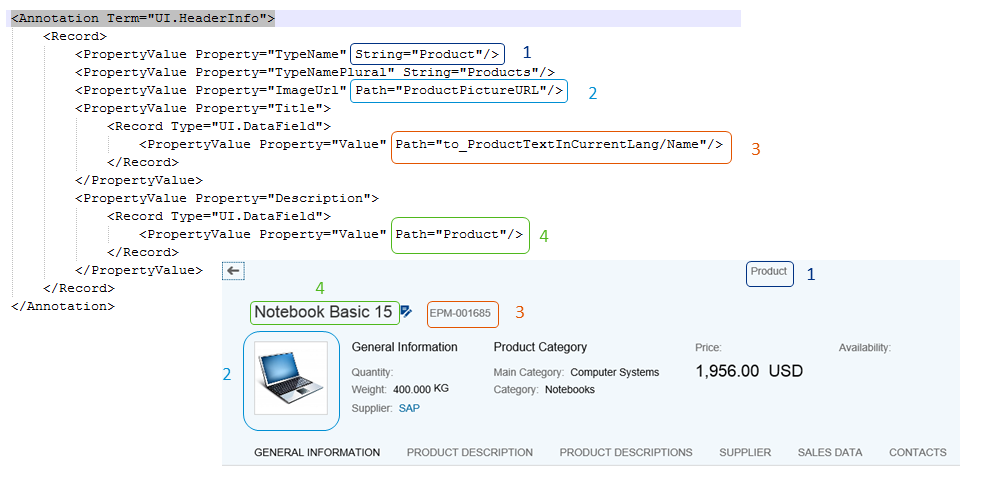 <Annotation Term="UI.HeaderInfo">
<Record>
<PropertyValue Property="TypeName" String="Product"/> 1
<PropertyValue Property="TypeNamePlural" String="Products"/>
<PropertyValue Property="ImageUrl" Path="ProductPictureURL"/> 2
<PropertyValue Property="Title">
<Record Type="UI.DataField">
<PropertyValue Property="Value" Path="to_ProductTextInCurrentLang/Name"/> 3
</Record>
</PropertyValue>
<PropertyValue Property="Description">
<Record Type="UI.DataField">
<PropertyValue Property="Value" Path="Product"/> 4
</Record>
</PropertyValue>
</Record>
</Annotation>
Product 1
4
Notebook Basic 15 EPM-001685 3
2
General Information Product Category Price: Availability:
Quantity: Main Category: Computer Systems 1,956.00 USD
Weight: 400.000 KG Category: Notebooks
Supplier: SAP
GENERAL INFORMATION PRODUCT DESCRIPTION PRODUCT DESCRIPTIONS SUPPLIER SALES DATA CONTACTS